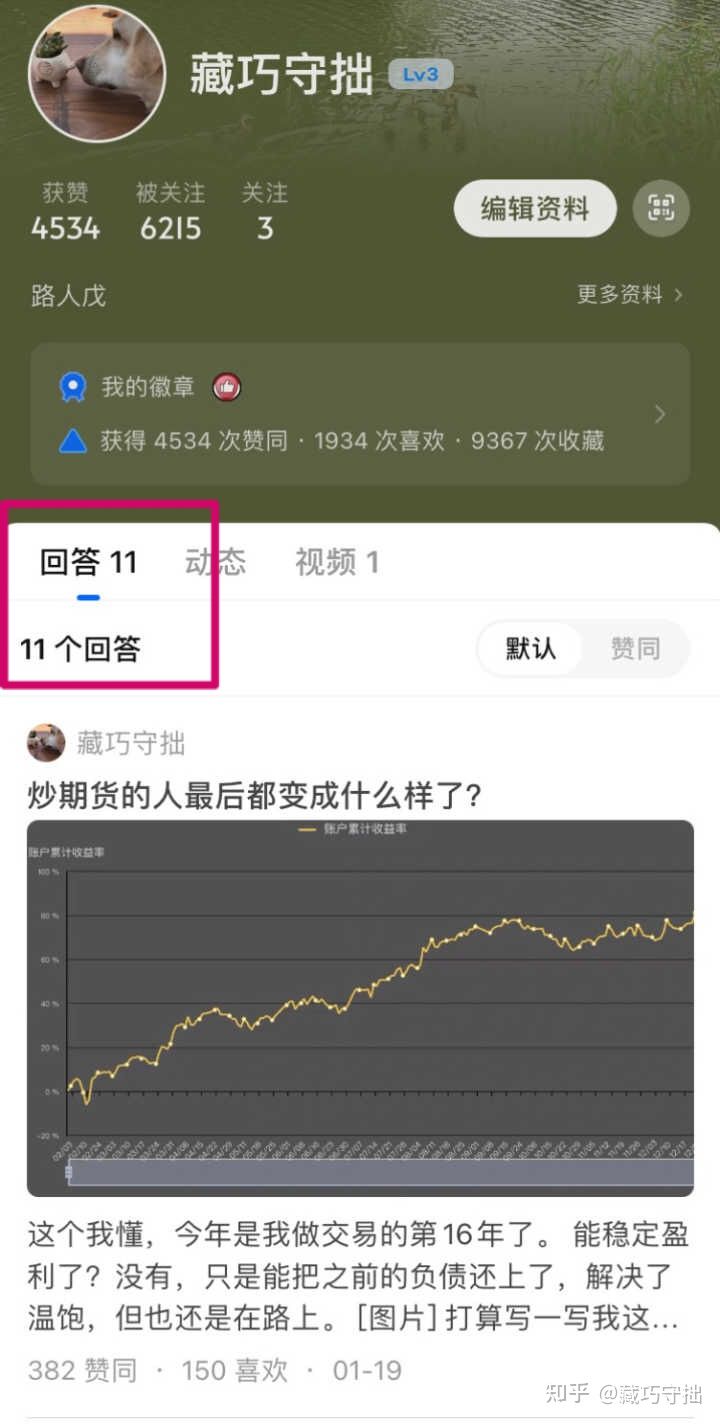 藏巧守拙 Lv3
获赞 被关注 关注
4534 6215 3
编辑资料
路人戊
更多资料
我的徽章
获得 4534 次赞同 · 1934 次喜欢 · 9367 次收藏
回答 11 动态 视频 1
11 个回答
默认 赞同
藏巧守拙
炒期货的人最后都变成什么样了?
账户累计收益率
账户累计收益率
100 %
80 %
60 %
40 %
20 %
0 %
-20 %
这个我懂，今年是我做交易的第16年了。 能稳定盈
利了？没有，只是能把之前的负债还上了，解决了
温饱，但也还是在路上。 [图片] 打算写一写我这...
382 赞同 · 150 喜欢 · 01-19
知乎 @藏巧守拙